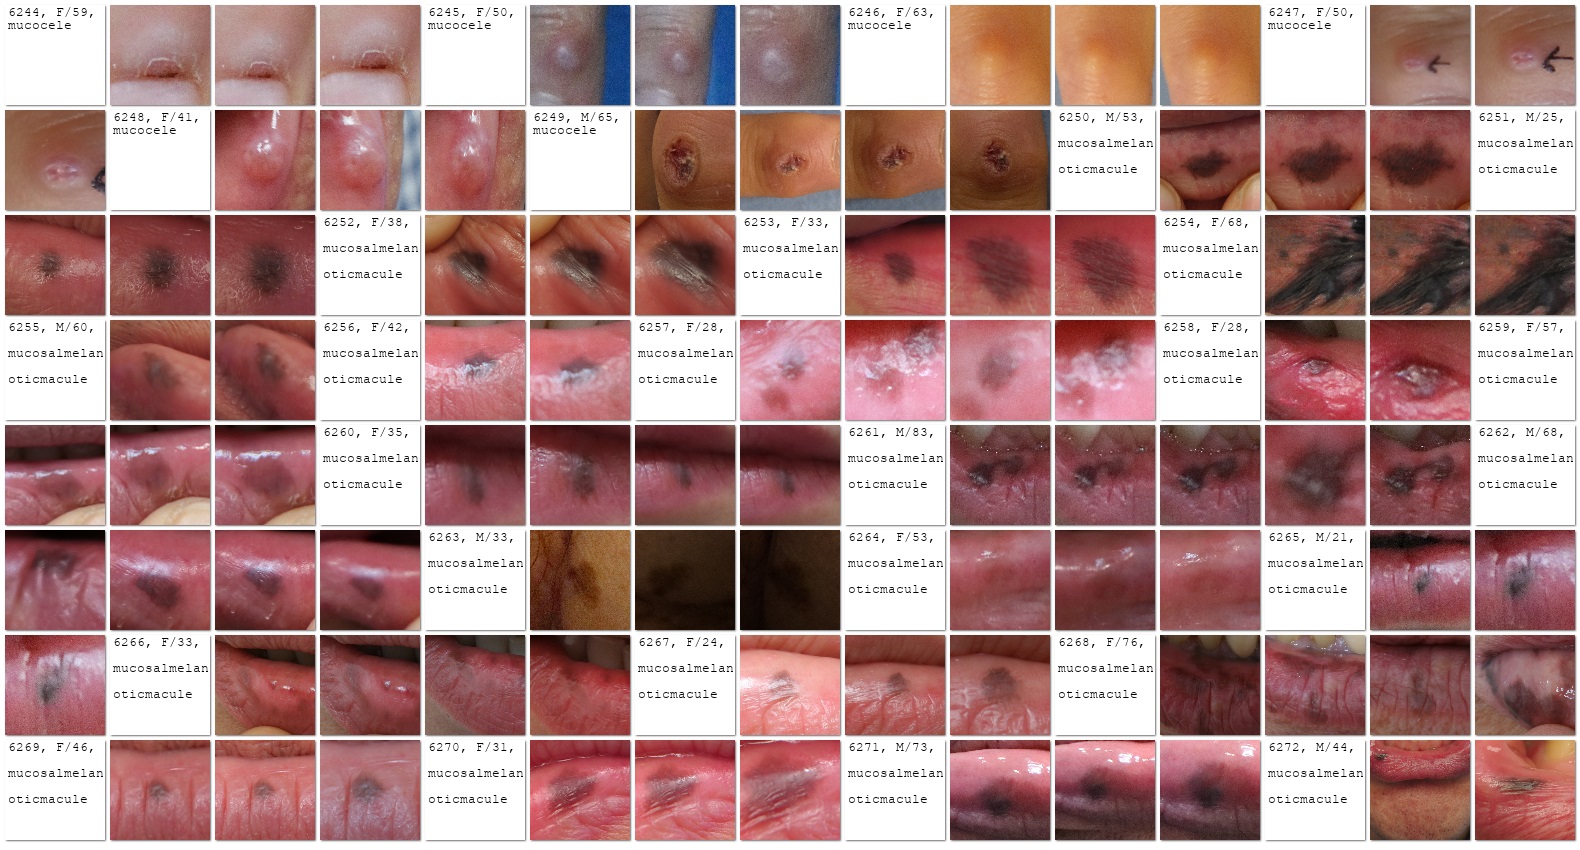 6244, F/59,
mucocele
6245, F/50,
mucocele
6246, F/63,
mucocele
6247, F/50,
mucocele
6248, F/41,
mucocele
6249, M/65,
mucocele
6250, M/53,
mucosalmelan
oticmacule
6251, M/25,
mucosalmelan
oticmacule
6252, F/38,
mucosalmelan
oticmacule
6253, F/33,
mucosalmelan
oticmacule
6254, F/68,
mucosalmelan
oticmacule
6255, M/60,
mucosalmelan
oticmacule
6256, F/42,
mucosalmelan
oticmacule
6257, F/28,
mucosalmelan
oticmacule
6258, F/28,
mucosalmelan
oticmacule
6259, F/57,
mucosalmelan
oticmacule
6260, F/35,
mucosalmelan
oticmacule
6261, M/83,
mucosalmelan
oticmacule
6262, M/68,
mucosalmelan
oticmacule
6263, M/33,
mucosalmelan
oticmacule
6264, F/53,
mucosalmelan
oticmacule
6265, M/21,
mucosalmelan
oticmacule
6266, F/33,
mucosalmelan
oticmacule
6267, F/24,
mucosalmelan
oticmacule
6268, F/76,
mucosalmelan
oticmacule
6269, F/46,
mucosalmelan
oticmacule
6270, F/31,
mucosalmelan
oticmacule
6271, M/73,
mucosalmelan
oticmacule
6272, M/44,
mucosalmelan
oticmacule